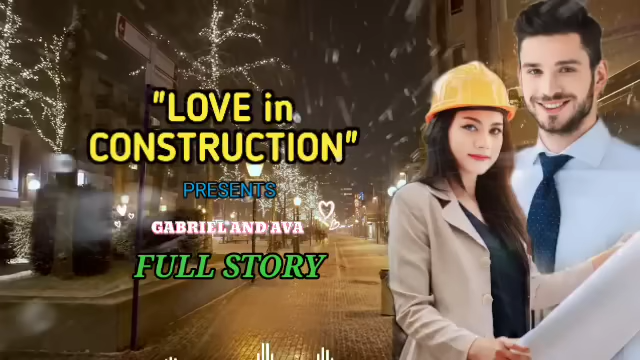 "LOVE in
CONSTRUCTION"
PRESENTS
GABRIEL AND AVA
FULL STORY